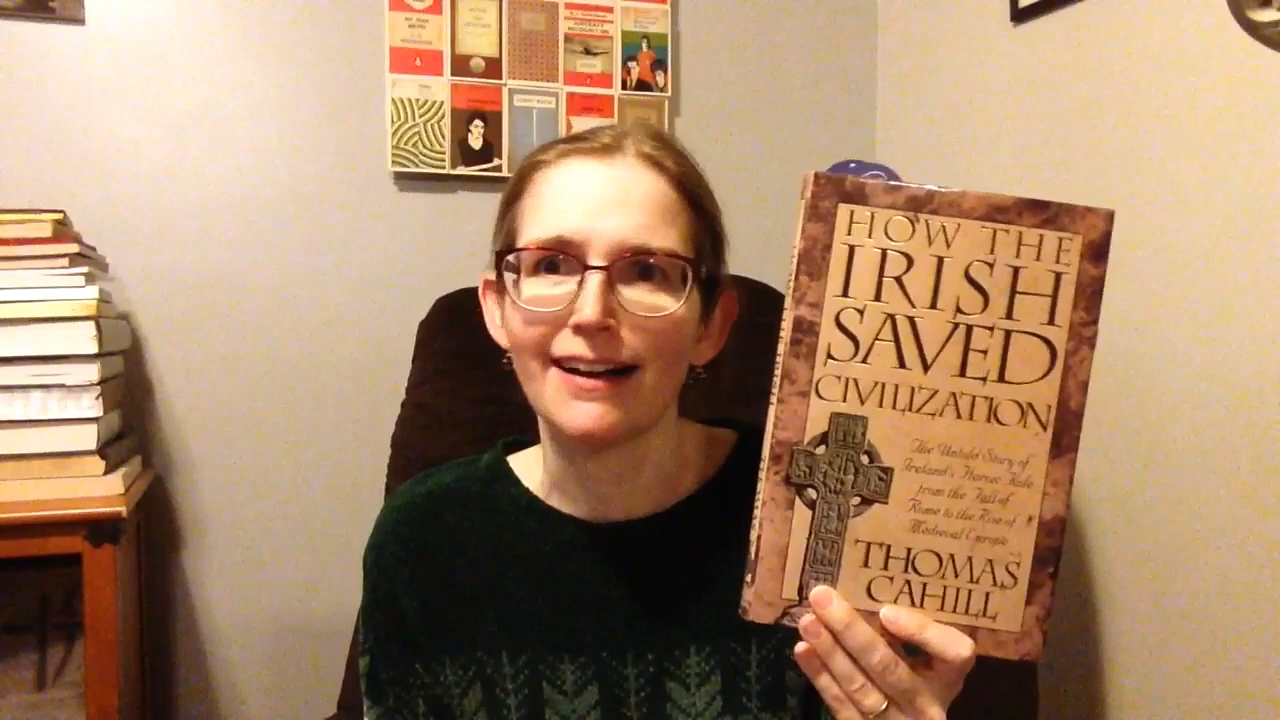 HOW THE
IRISH
SAVED
CIVILIZATION
The Untold Story of
Ireland's Heroic Role
from the Fall of
Rome to the Rise of
Medieval Europe
THOMAS
CAHILL